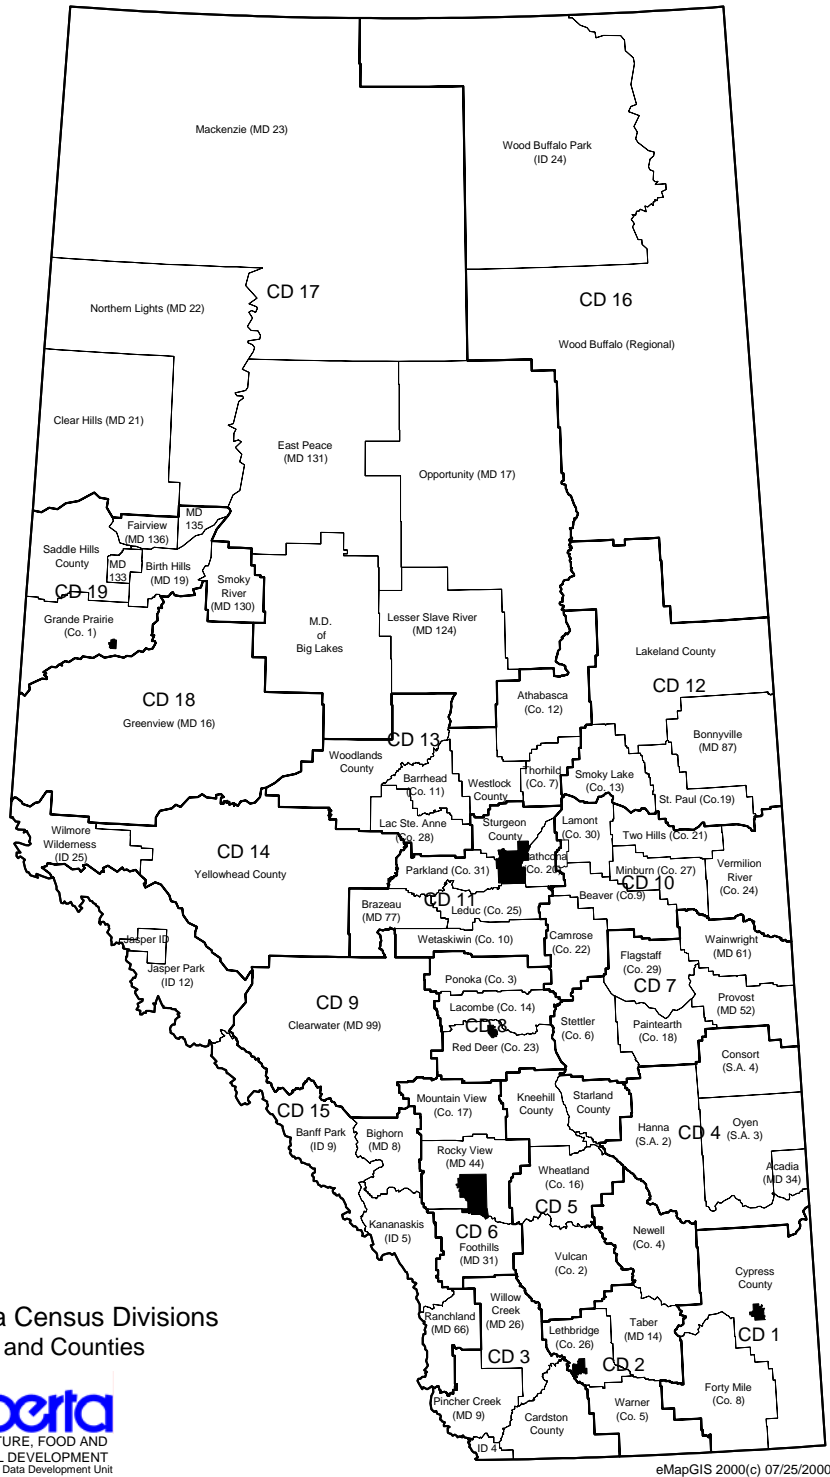 Mackenzie (MD 23)
Wood Buffalo Park
(ID 24)
CD 17
CD 16
Northern Lights (MD 22)
Wood Buffalo (Regional)
Clear Hills (MD 21)
East Peace
(MD 131)
Opportunity (MD 17)
MD
135
Fairview
(MD 136)
Saddle Hills
County
MD
133
Birth Hills
(MD 19)
Smoky
River
(MD 130)
CD 19
Grande Prairie
(Co. 1)
M.D.
of
Big Lakes
Lesser Slave River
(MD 124)
Lakeland County
CD 12
CD 18
Greenview (MD 16)
Athabasca
(Co. 12)
Bonnyville
(MD 87)
CD 13
Woodlands
County
Barrhead
(Co. 11)
Westlock
County
Thorhild
(Co. 7)
Smoky Lake
(Co. 13)
St. Paul (Co.19)
Lac Ste. Anne
(Co. 28)
Sturgeon
County
Lamont
(Co. 30)
Two Hills (Co. 21)
Wilmore
Wilderness
(ID 25)
CD 14
Yellowhead County
Parkland (Co. 31)
(Co. 20)
Minburn (Co. 27)
Vermilion
River
(Co. 24)
CD 10
Beaver (Co.9)
Brazeau
(MD 77)
CD 11
Leduc (Co. 25)
Wetaskiwin (Co. 10)
Camrose
(Co. 22)
Wainwright
(MD 61)
Jasper ID
Jasper Park
(ID 12)
Flagstaff
(Co. 29)
CD 7
Ponoka (Co. 3)
CD 9
Clearwater (MD 99)
Lacombe (Co. 14)
CD 8
Red Deer (Co. 23)
Stettler
(Co. 6)
Paintearth
(Co. 18)
Provost
(MD 52)
Consort
(S.A. 4)
Mountain View
(Co. 17)
Kneehill
County
Starland
County
CD 15
Banff Park
(ID 9)
Bighorn
(MD 8)
Hanna
(S.A. 2)
CD 4
Oyen
(S.A. 3)
Rocky View
(MD 44)
Wheatland
(Co. 16)
Acadia
(MD 34)
CD 5
Kananaskis
(ID 5)
CD 6
Foothills
(MD 31)
Newell
(Co. 4)
Vulcan
(Co. 2)
Cypress
County
Willow
Creek
(MD 26)
Ranchland
(MD 66)
Lethbridge
(Co. 26)
Taber
(MD 14)
CD 1
CD 3
CD 2
Pincher Creek
(MD 9)
Cardston
County
Warner
(Co. 5)
Forty Mile
(Co. 8)
ID 4
a Census Divisions
and Counties
berta
TURE, FOOD AND
L DEVELOPMENT
Data Development Unit
eMapGIS 2000(c) 07/25/2000